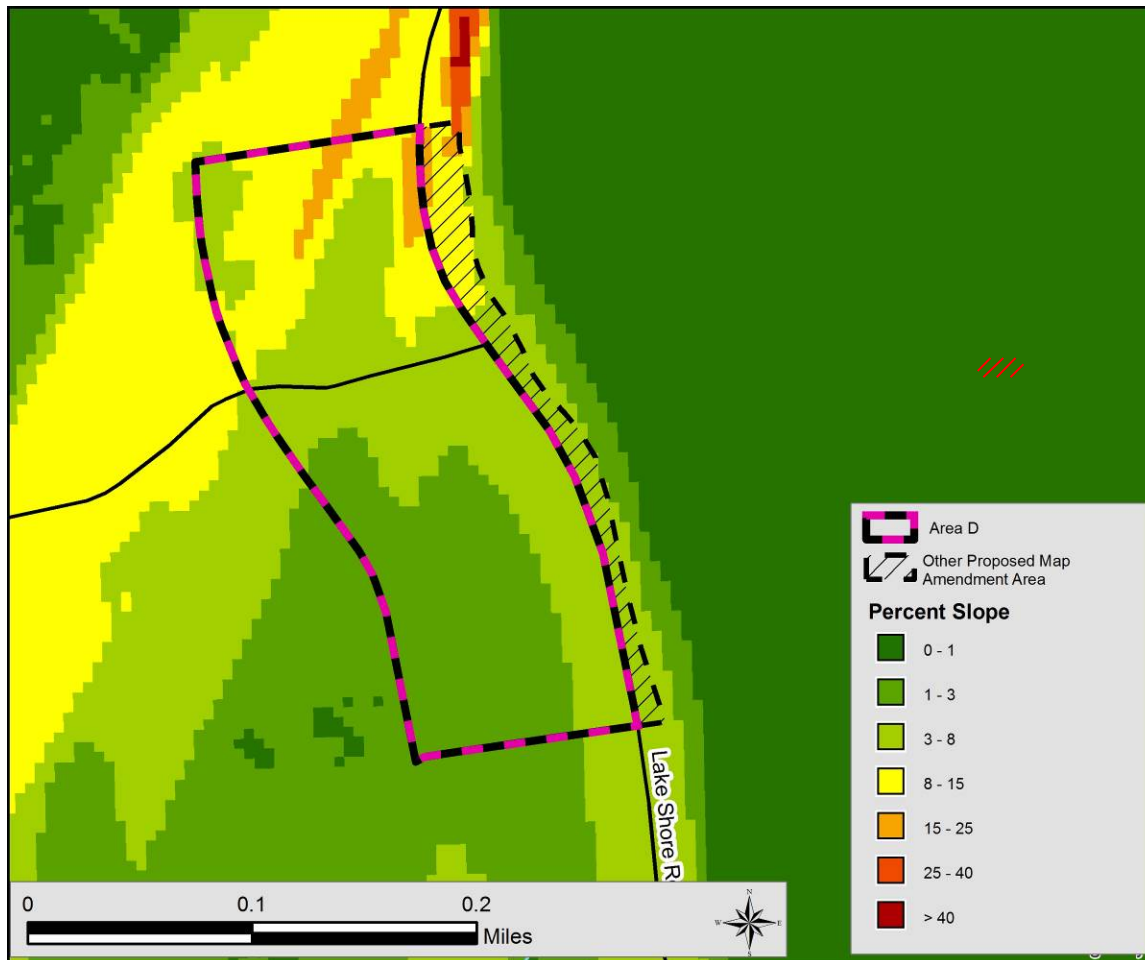 Area D
Other Proposed Map
Amendment Area
Percent Slope
0 - 1
1 - 3
3 - 8
8 - 15
15 - 25
25 - 40
> 40
Lake Shore R
0 0.1 0.2
Miles
N
W E
S